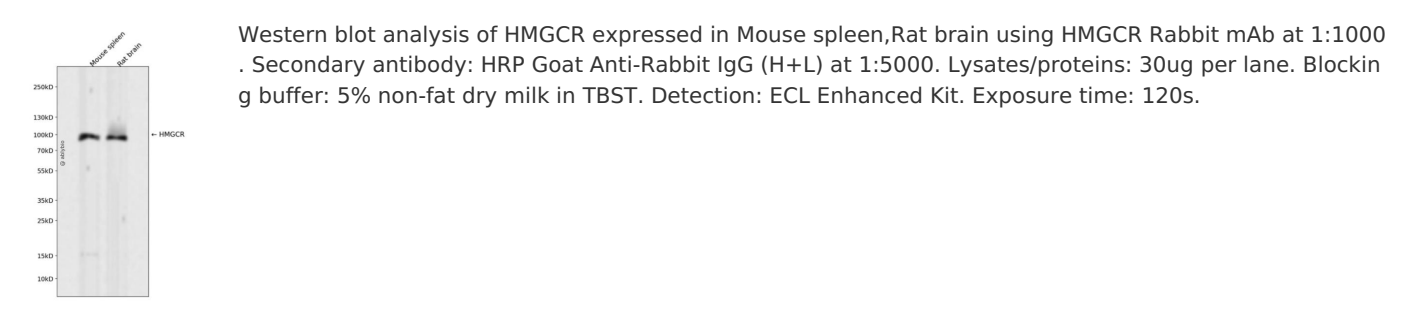 Mouse spleen
Rat brain
Western blot analysis of HMGCR expressed in Mouse spleen,Rat brain using HMGCR Rabbit mAb at 1:1000
. Secondary antibody: HRP Goat Anti-Rabbit IgG (H+L) at 1:5000. Lysates/proteins: 30ug per lane. Blockin
g buffer: 5% non-fat dry milk in TBST. Detection: ECL Enhanced Kit. Exposure time: 120s.
250kD
130kD
100kD
← HMGCR
70kD
55kD
35kD
25kD
15kD
10kD